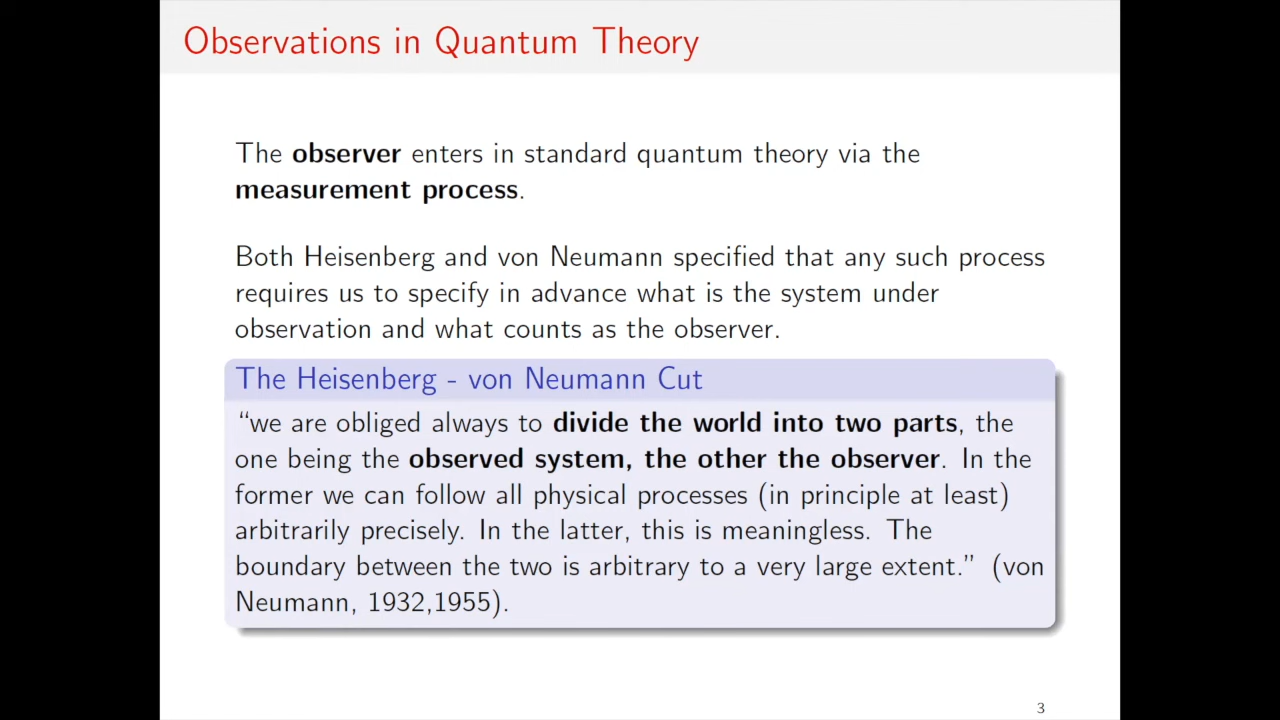 Observations in Quantum Theory
The observer enters in standard quantum theory via the
measurement process.
Both Heisenberg and von Neumann specified that any such process
requires us to specify in advance what is the system under
observation and what counts as the observer.
The Heisenberg - von Neumann Cut
“we are obliged always to divide the world into two parts, the
one being the observed system, the other the observer. In the
former we can follow all physical processes (in principle at least)
arbitrarily precisely. In the latter, this is meaningless. The
boundary between the two is arbitrary to a very large extent.” (von
Neumann, 1932,1955).
3